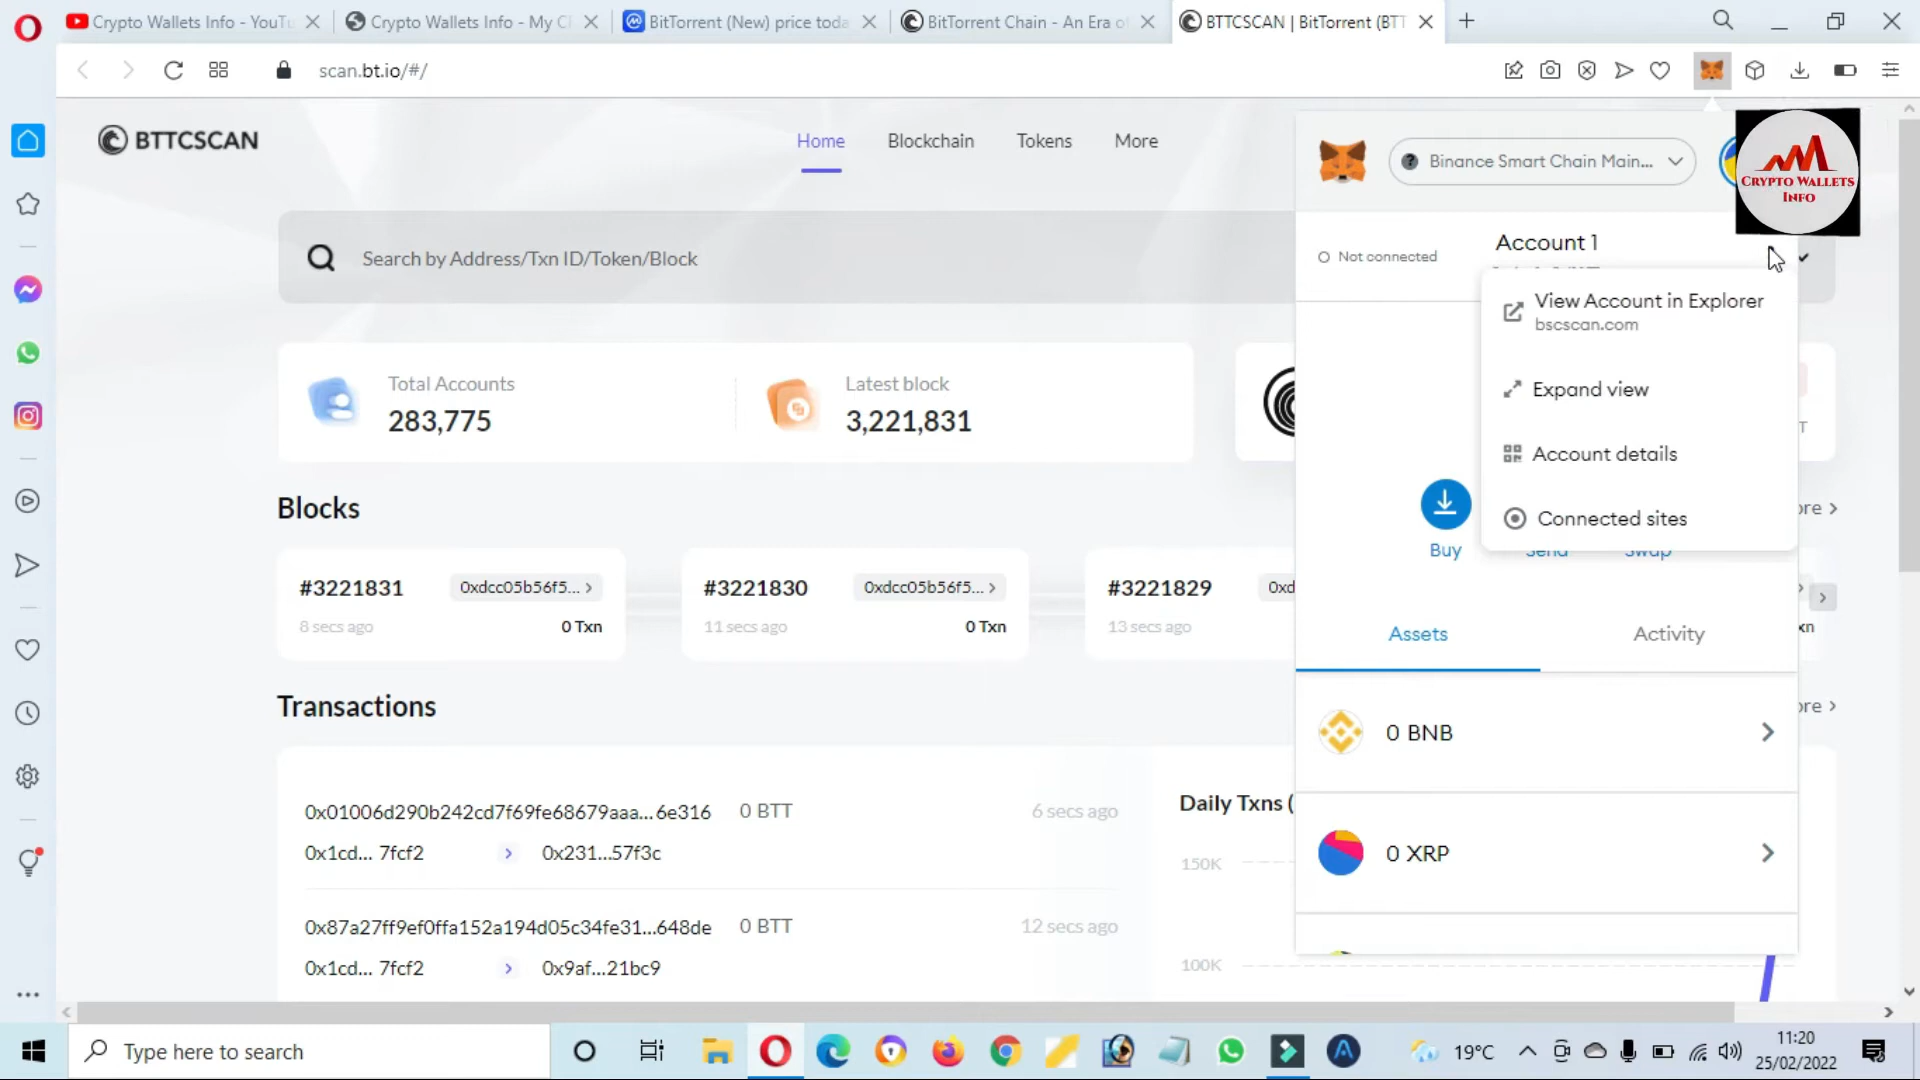 Crypto Wallets Info - YouTu
Crypto Wallets Info - My C
BitTorrent (New) price toda
BitTorrent Chain - An Era o
BTTCSCAN | BitTorrent (BTT
scan.bt.io/#/
BTTCSCAN
Home
Blockchain
Tokens
More
Binance Smart Chain Main...
CRYPTO WALLETS
INFO
Search by Address/Txn ID/Token/Block
Not connected
Account 1
View Account in Explorer
bscscan.com
Expand view
Account details
Connected sites
Total Accounts
283,775
Latest block
3,221,831
T
Blocks
ore >
Buy
Send
Swap
#3221831
0xdcc05b56f5... >
8 secs ago
0 Txn
#3221830
0xdcc05b56f5... >
11 secs ago
0 Txn
#3221829
0xd
13 secs ago
xn
Assets
Activity
Transactions
ore >
0 BNB
0 XRP
0x01006d290b242cd7f69fe68679aaa...6e316
0 BTT
6 secs ago
0x1cd... 7fcf2
0x231...57f3c
0x87a27ff9ef0ffa152a194d05c34fe31...648de
0 BTT
12 secs ago
0x1cd... 7fcf2
0x9af...21bc9
Daily Txns (
150K
100K
Type here to search
19°C
11:20
25/02/2022